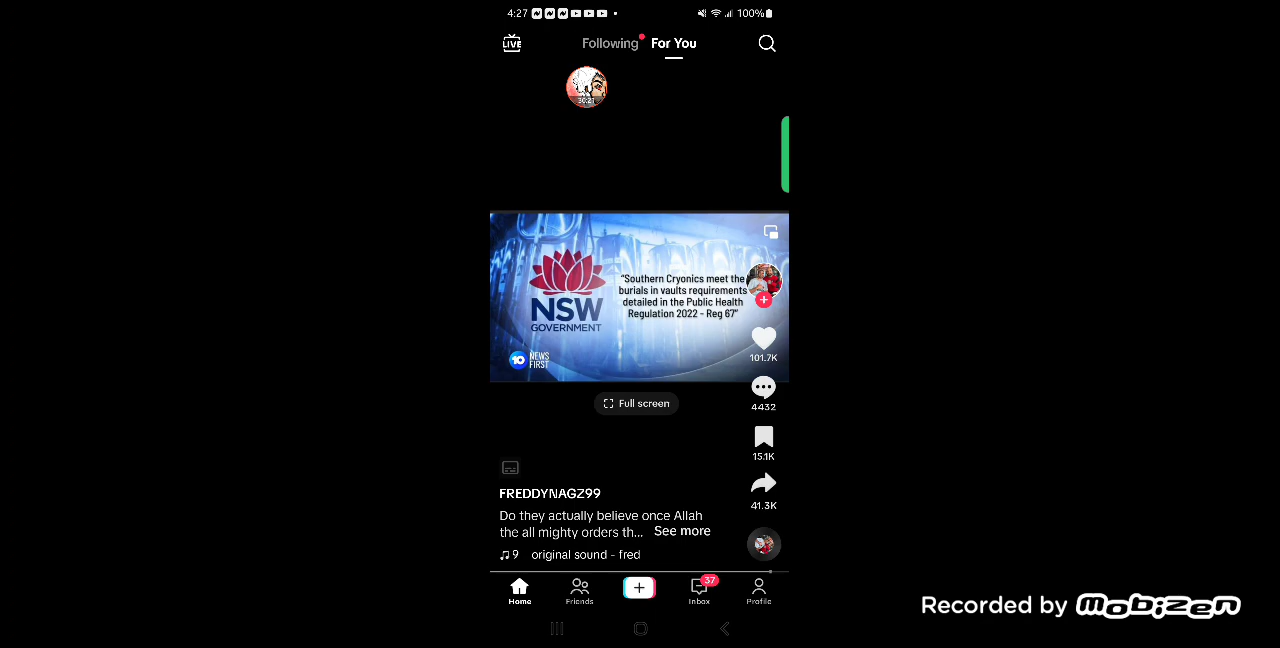 4:27
100%
LIVE
Following
For You
30:21
"Southern Cryonics meet the
burials in vaults requirements
detailed in the Public Health
Regulation 2022 - Reg 67"
NSW
GOVERNMENT
10 NEWS
FIRST
101.7K
Full screen
4432
15.1K
FREDDYNAGZ99
41.3K
Do they actually believe once Allah
the all mighty orders th... See more
9 original sound - fred
37
Home
Friends
Inbox
Profile
Recorded by mobizen